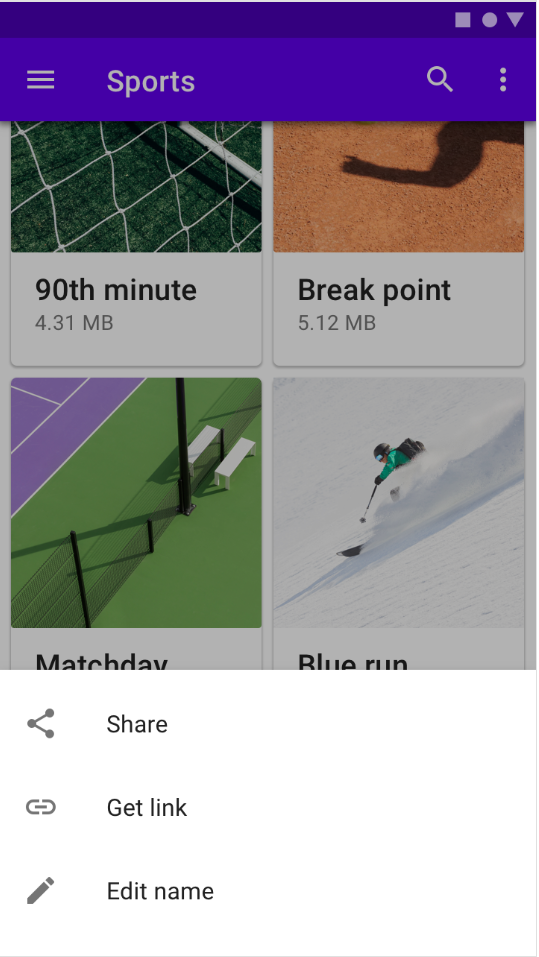 Sports
90th minute
Break point
4.31 MB
5.12 MB
Matchday
Blue run
Share
Get link
Edit name